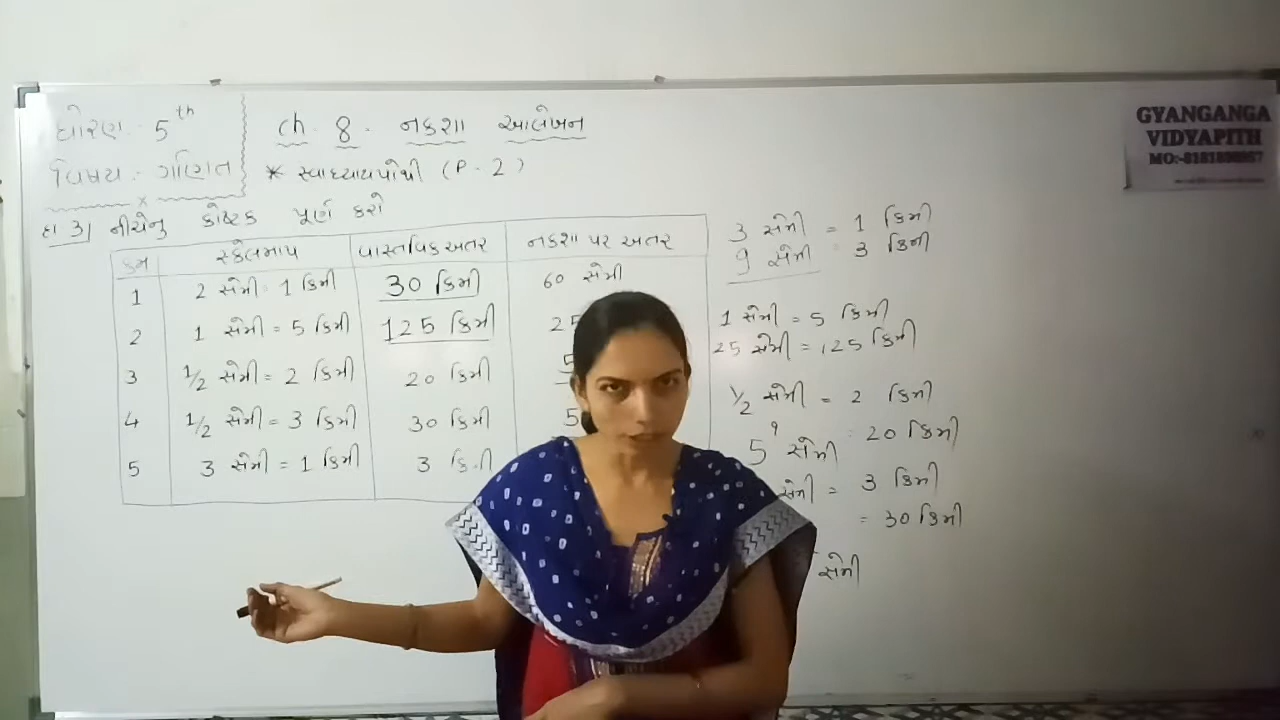 ધોરણ : 5th
વિષય : ગણિત
ch. 8. નકશા આલેખન
* સ્વાધ્યાયપોથી (P. 2)
દા 3) નીચેનુ કોષ્ટક પૂર્ણ કરો
ક્રમ સ્કેલમાપ વાસ્તવિક અતર નકશા પર અતર
1 2 સેમી = 1 કિમી 30 કિમી 60 સેમી
2 1 સેમી = 5 કિમી 125 કિમી 25
3 1/2 સેમી = 2 કિમી 20 કિમી 5
4 1/2 સેમી = 3 કિમી 30 કિમી 5
5 3 સેમી = 1 કિમી 3 કિમી
3 સેમી = 1 કિમી
9 સેમી : 3 કિમી
1 સેમી = 5 કિમી
25 સેમી = 125 કિમી
1/2 સેમી = 2 કિમી
5 સેમી : 20 કિમી
સેમી = 3 કિમી
= 30 કિમી
સેમી
GYANGANGA
VIDYAPITH